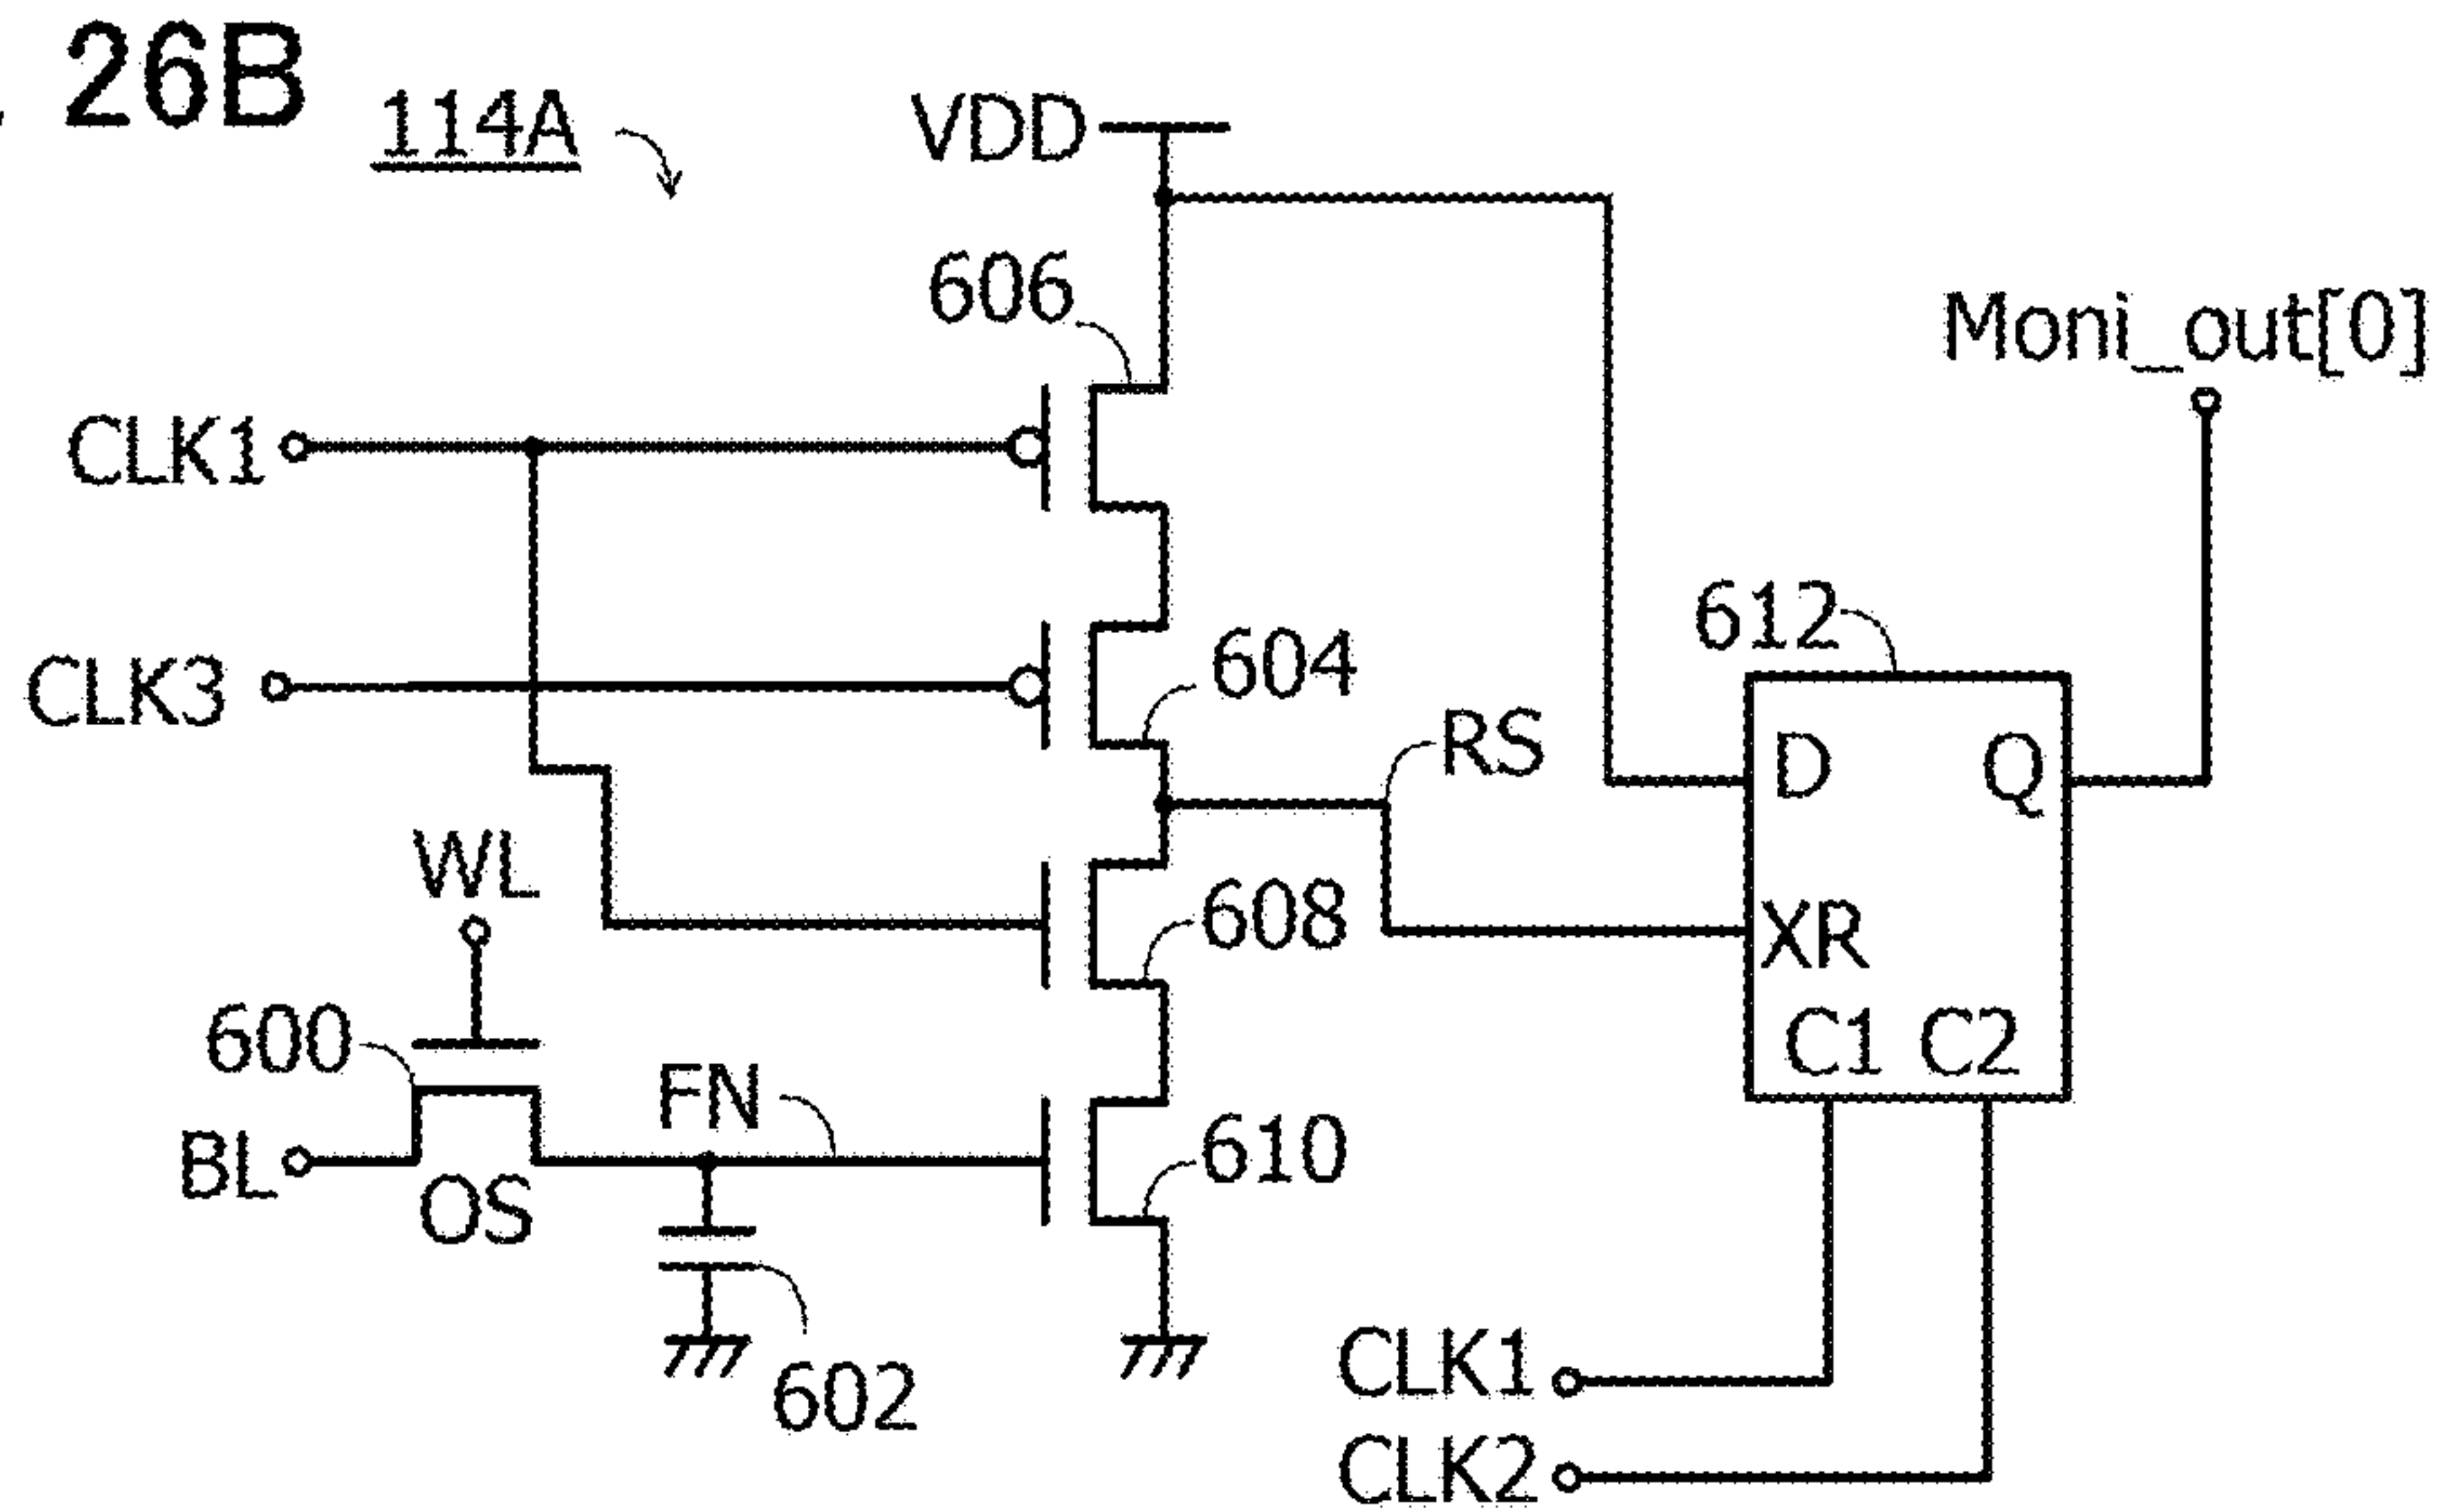 26B
114A
VDD
606
Moni_out[0]
CLK1
612
604
CLK3
RS
D Q
WL
608
XR
600
C1 C2
FN
BL
610
OS
CLK1
602
CLK2